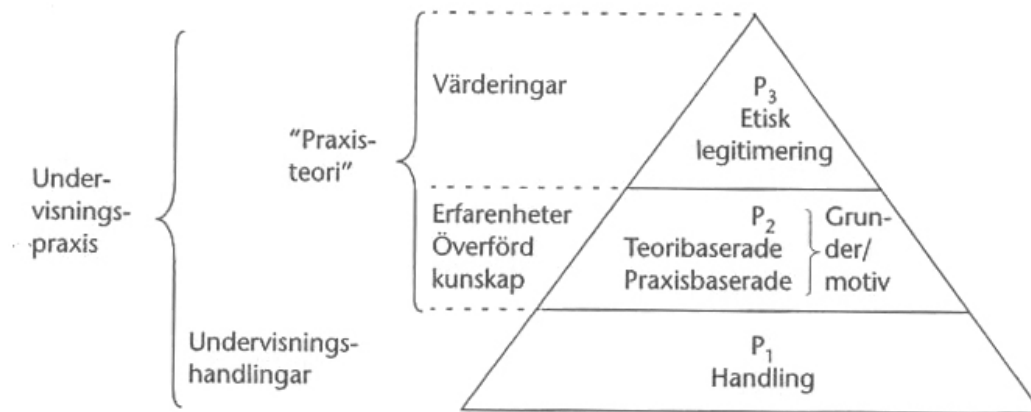 Värderingar
P3
Etisk
legitimering
"Praxis-
teori"
Under-
visnings-
praxis
Erfarenheter
Överförd
kunskap
P2
Teoribaserade
Praxisbaserade
Grun-
der/
motiv
Undervisnings-
handlingar
P1
Handling